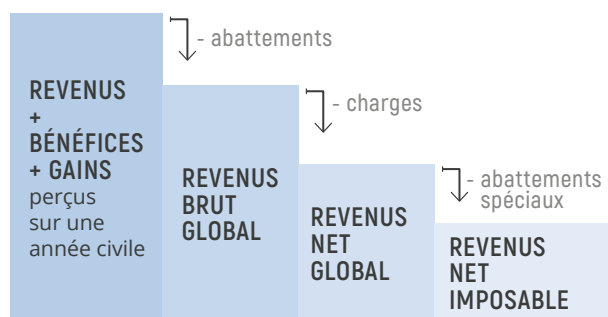 - abattements
REVENUS
+
BÉNÉFICES
+ GAINS
perçus
sur une
année civile
- charges
REVENUS
BRUT
GLOBAL
- abattements
spéciaux
REVENUS
NET
GLOBAL
REVENUS
NET
IMPOSABLE